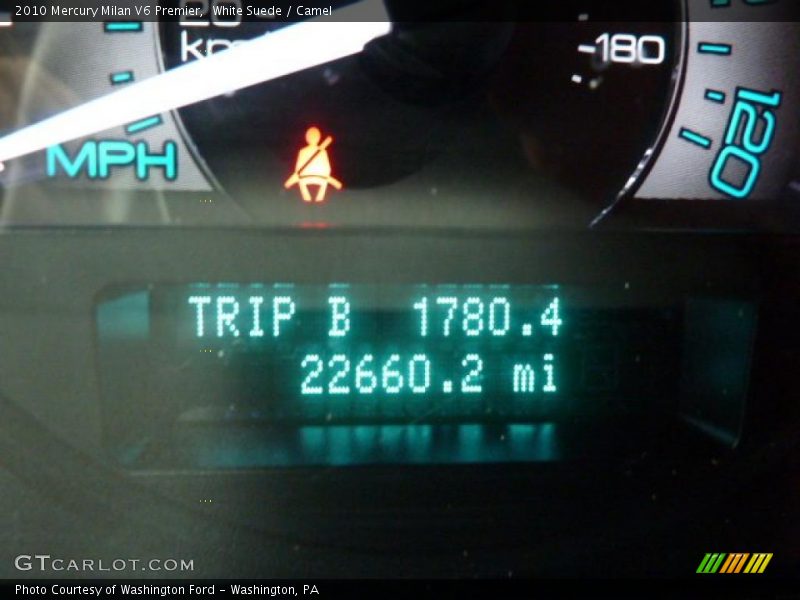 2010 Mercury Milan V6 Premier, White Suede / Camel
180
MPH
120
TRIP B 1780.4
22660.2 mi
GTCARLOT.COM
Photo Courtesy of Washington Ford - Washington, PA